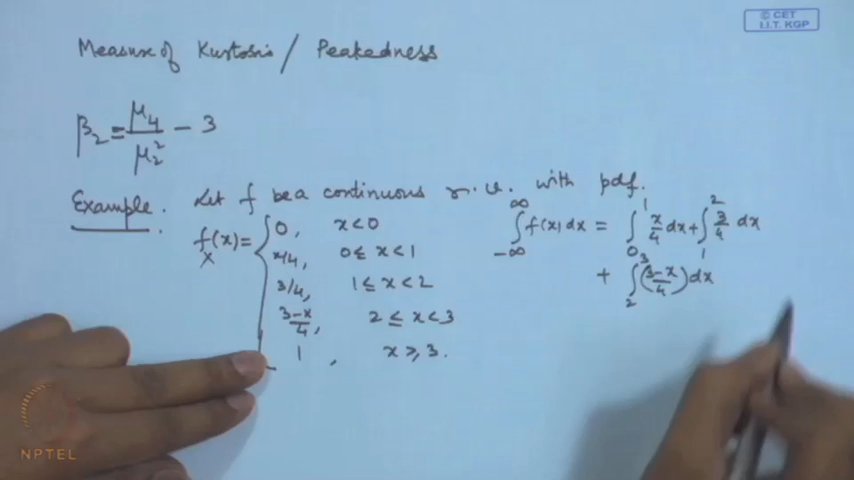 © CET
I.I.T. KGP
Measure of Kurtosis / Peakedness
β₂ = μ₄/μ₂² − 3
Example. Let f be a continuous r.v. with pdf.
f_X(x) = { 0, x < 0
x/4, 0 ≤ x < 1
3/4, 1 ≤ x < 2
(3−x)/4, 2 ≤ x < 3
1, x ≥ 3.
∫_{-∞}^{∞} f(x) dx = ∫_0^1 x/4 dx + ∫_1^2 3/4 dx
+ ∫_2^3 ((3−x)/4) dx
NPTEL